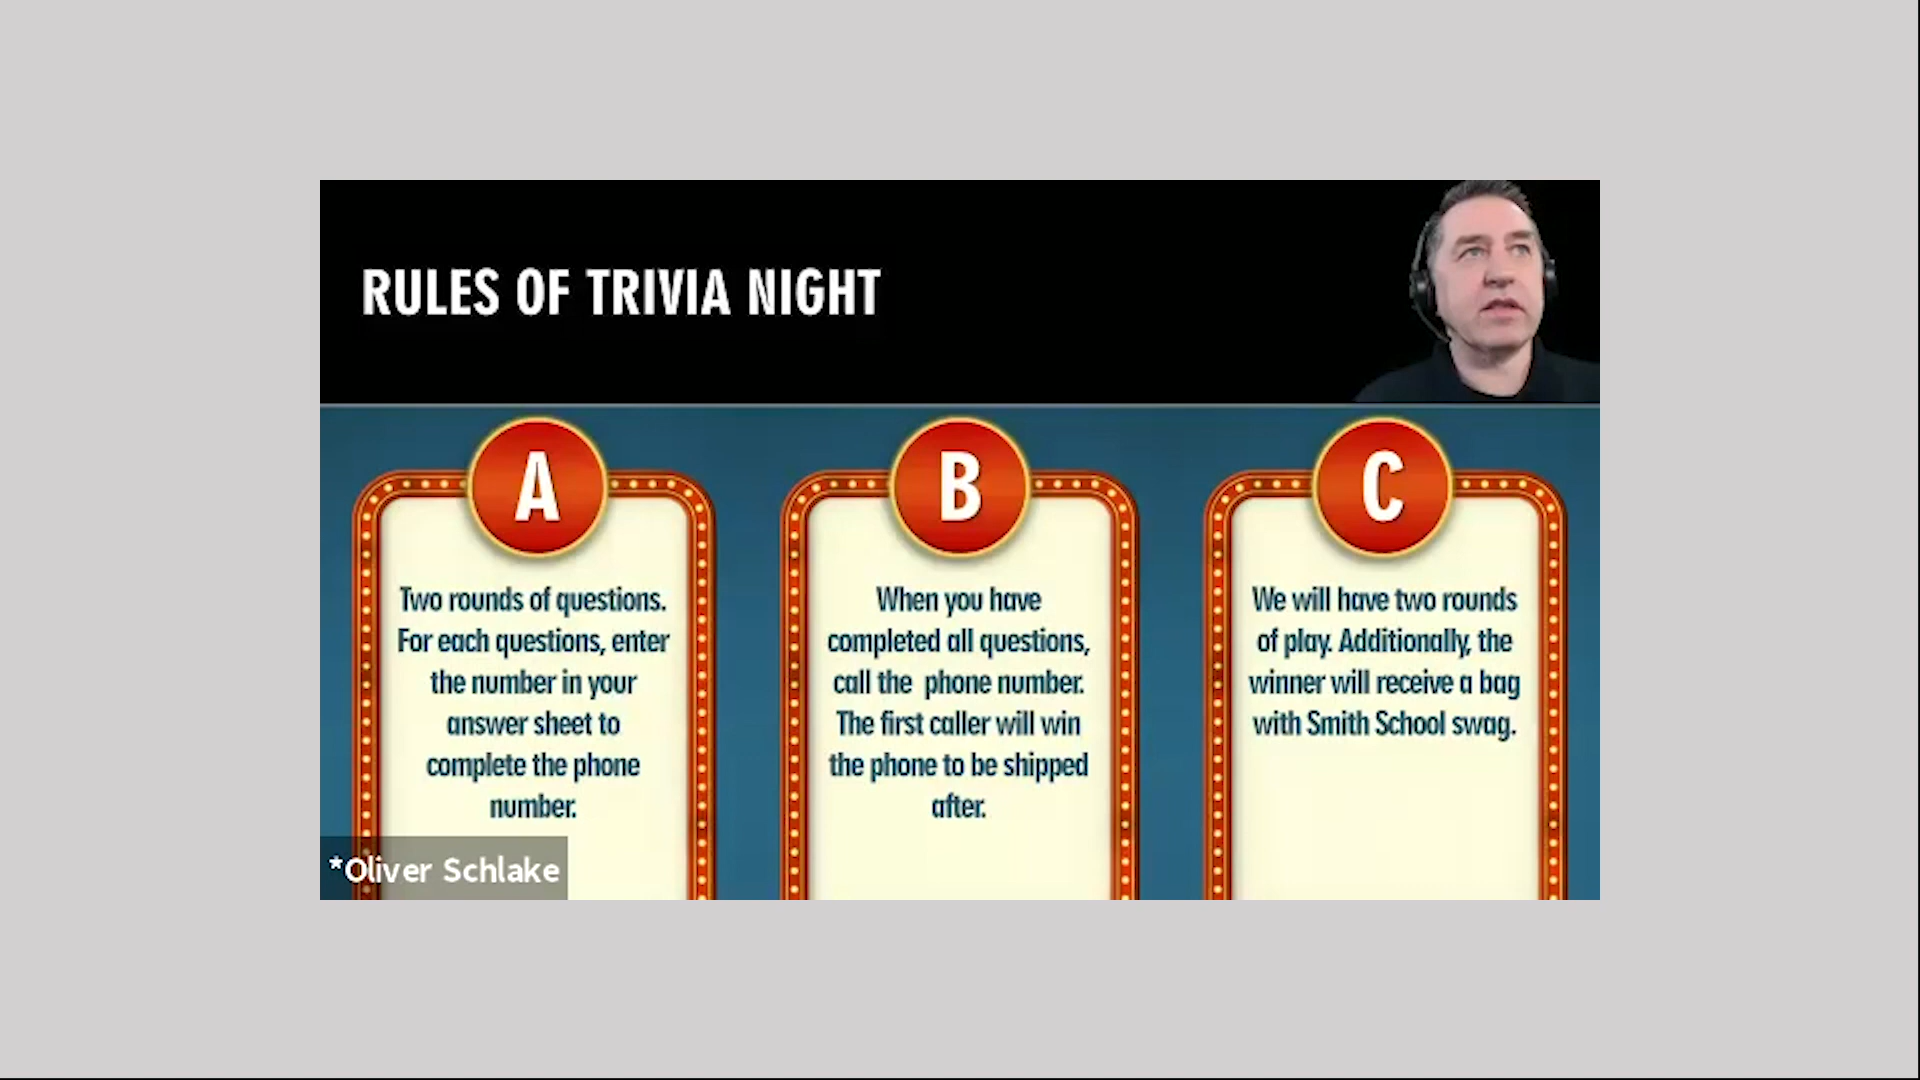 RULES OF TRIVIA NIGHT
A
Two rounds of questions.
For each questions, enter
the number in your
answer sheet to
complete the phone
number.
B
When you have
completed all questions,
call the phone number.
The first caller will win
the phone to be shipped
after.
C
We will have two rounds
of play. Additionally, the
winner will receive a bag
with Smith School swag.
*Oliver Schlake